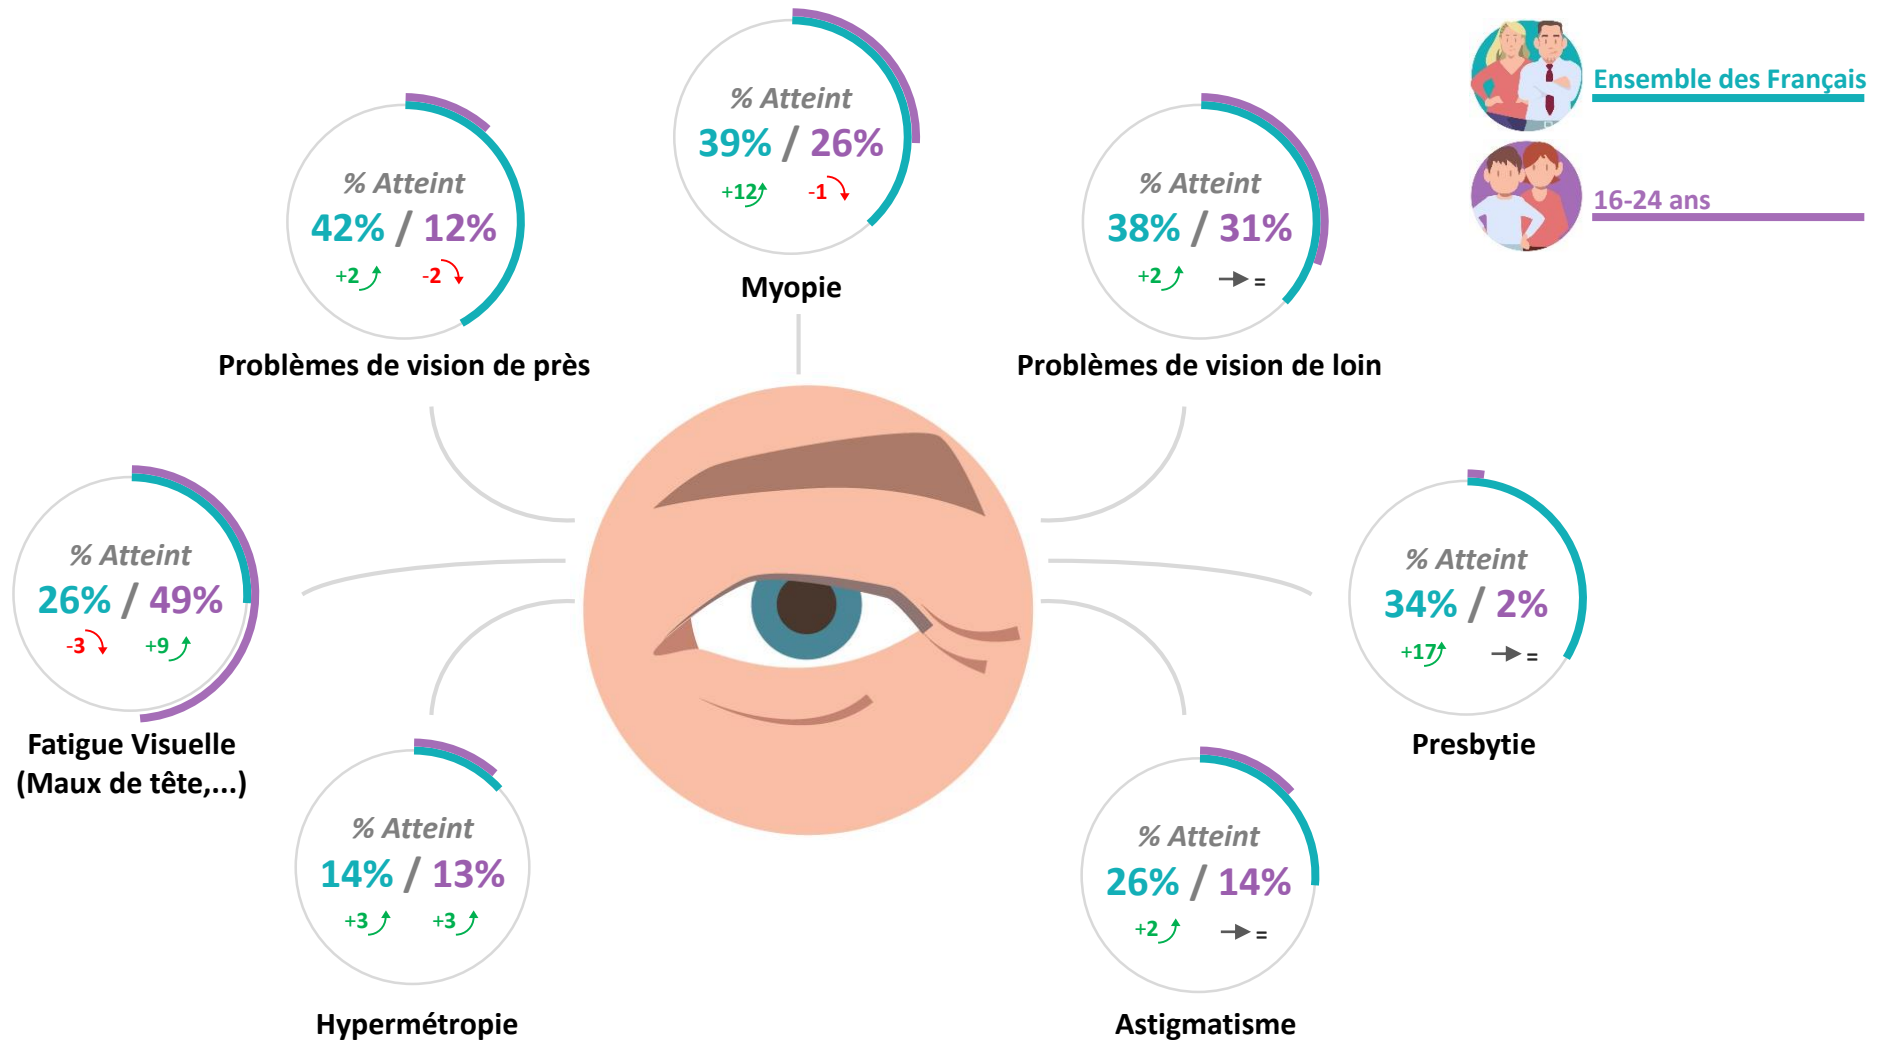 Ensemble des Français
16-24 ans
% Atteint
39% / 26%
+12 -1
Myopie
% Atteint
42% / 12%
+2 -2
Problèmes de vision de près
% Atteint
38% / 31%
+2 =
Problèmes de vision de loin
% Atteint
26% / 49%
-3 +9
Fatigue Visuelle
(Maux de tête,...)
% Atteint
34% / 2%
+17 =
Presbytie
% Atteint
14% / 13%
+3 +3
Hypermétropie
% Atteint
26% / 14%
+2 =
Astigmatisme